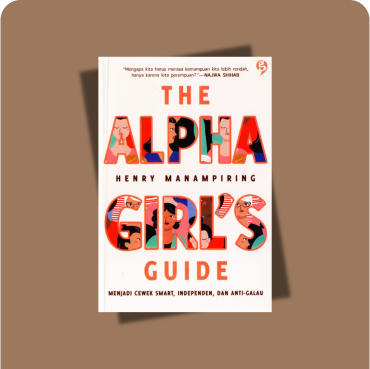 "Mengapa kita harus merasa kemampuan kita lebih rendah,
hanya karena kita perempuan?"—NAJWA SHIHAB
THE
ALPHA
HENRY MANAMPIRING
GIRL'S
GUIDE
MENJADI CEWEK SMART, INDEPENDEN, DAN ANTI-GALAU